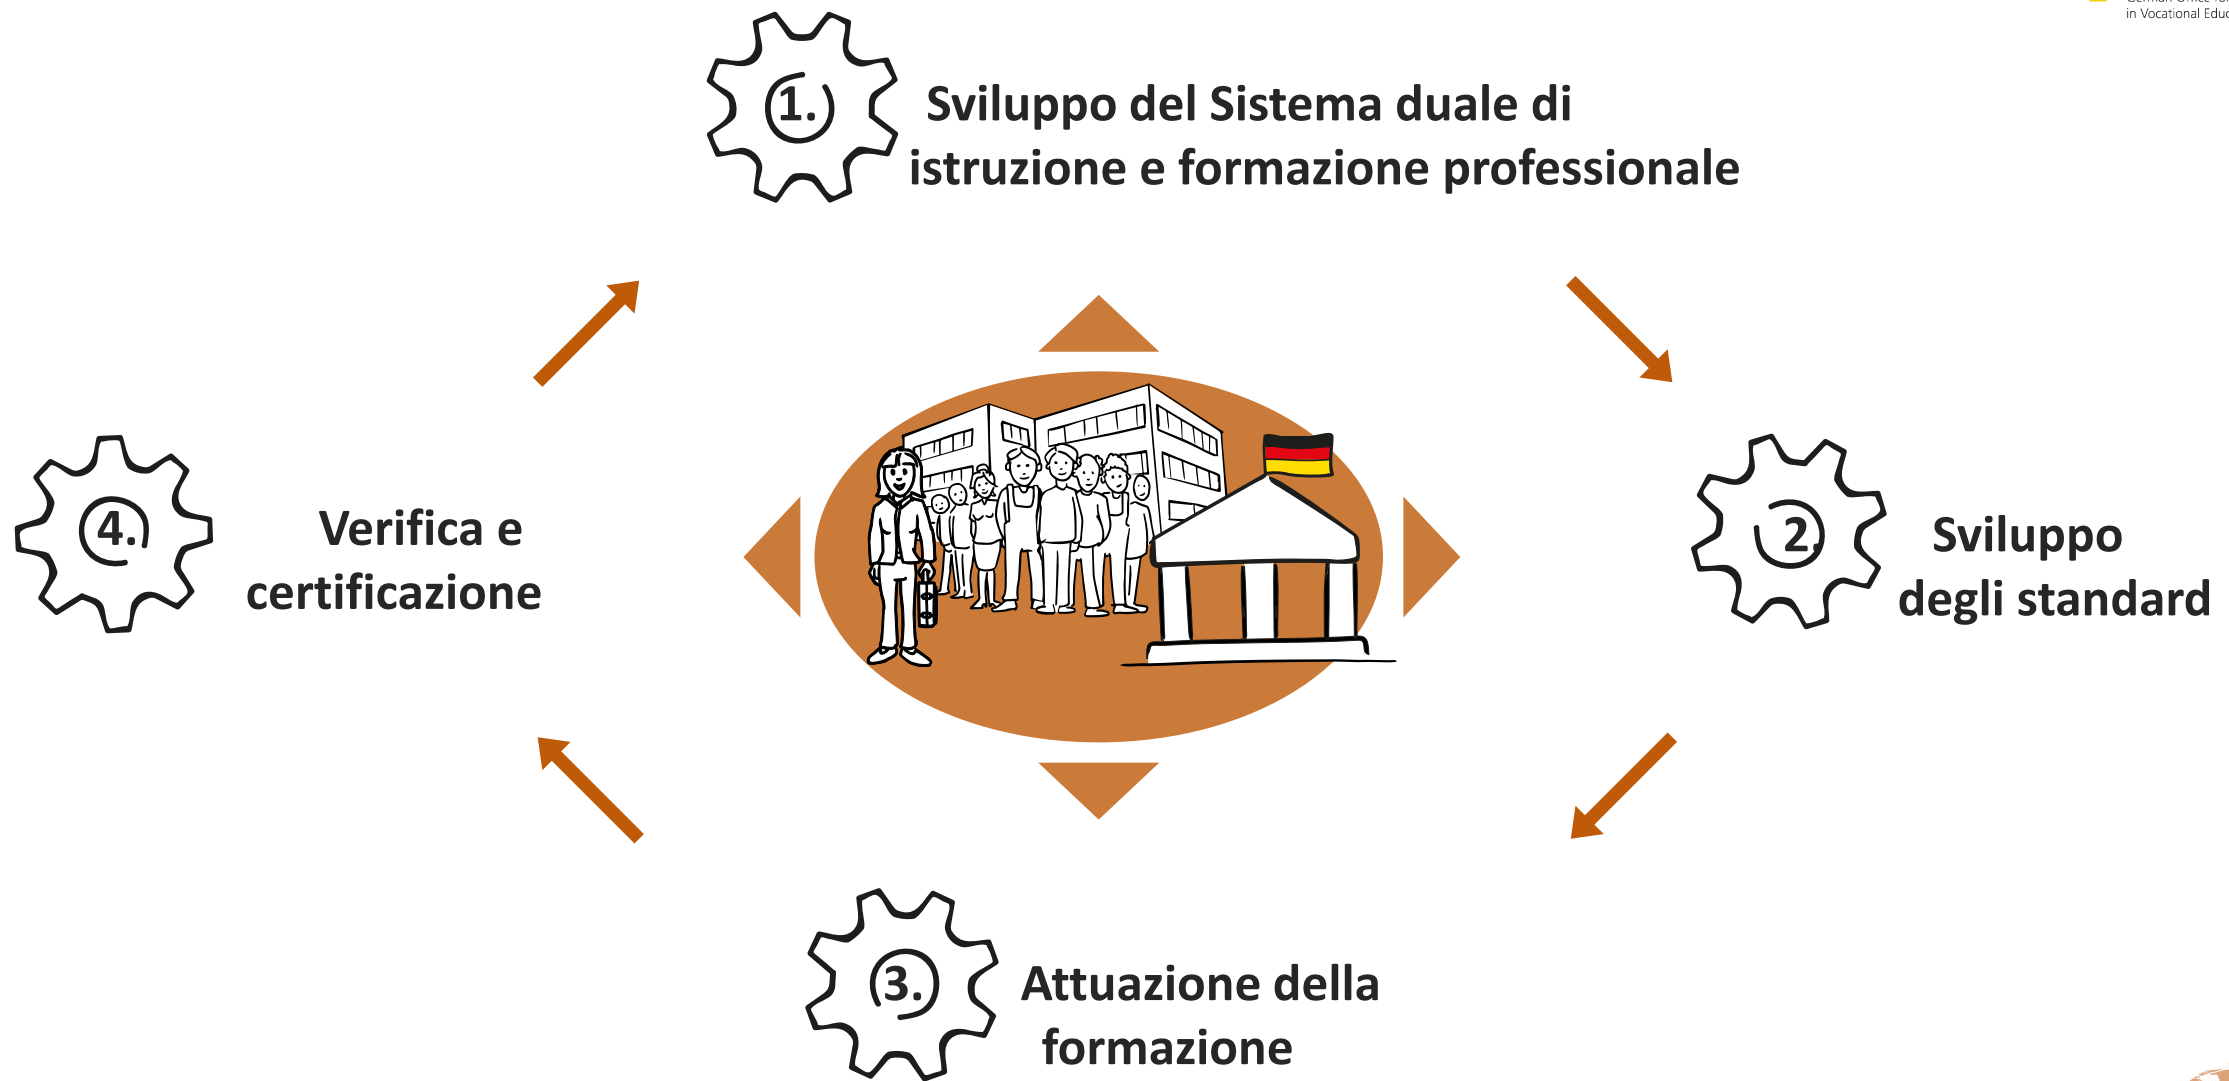 in Vocational
1.
Sviluppo del Sistema duale di
istruzione e formazione professionale
4.
Verifica e
certificazione
2.
Sviluppo
degli standard
3.
Attuazione della
formazione